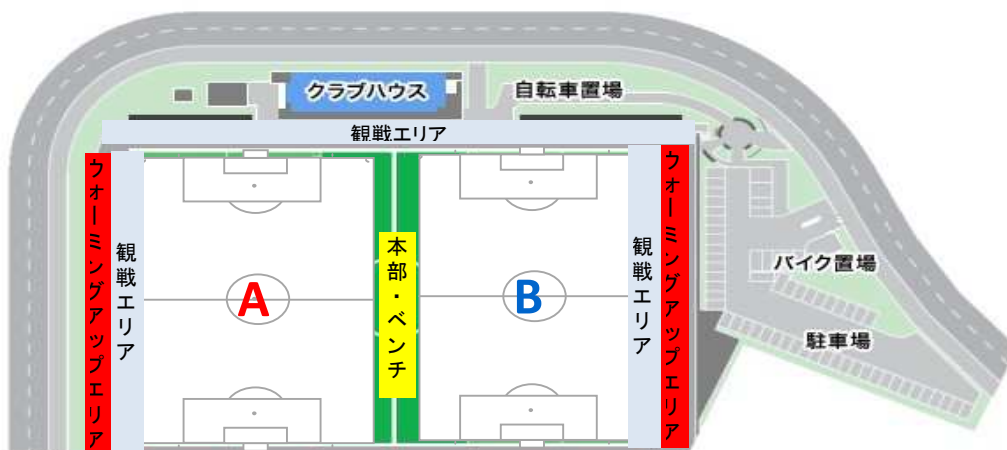 クラブハウス
自転車置場
観戦エリア
ウォーミングアップエリア
観戦エリア
A
本部・ベンチ
B
観戦エリア
ウォーミングアップエリア
バイク置場
駐車場